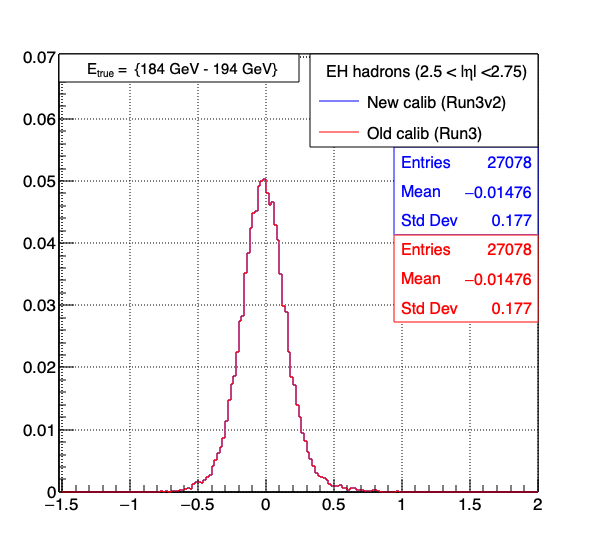 E_true = {184 GeV - 194 GeV}
EH hadrons (2.5 < |η| <2.75)
New calib (Run3v2)
Old calib (Run3)
Entries 27078
Mean −0.01476
Std Dev 0.177
Entries 27078
Mean −0.01476
Std Dev 0.177
0.07
0.06
0.05
0.04
0.03
0.02
0.01
0
−1.5 −1 −0.5 0 0.5 1 1.5 2